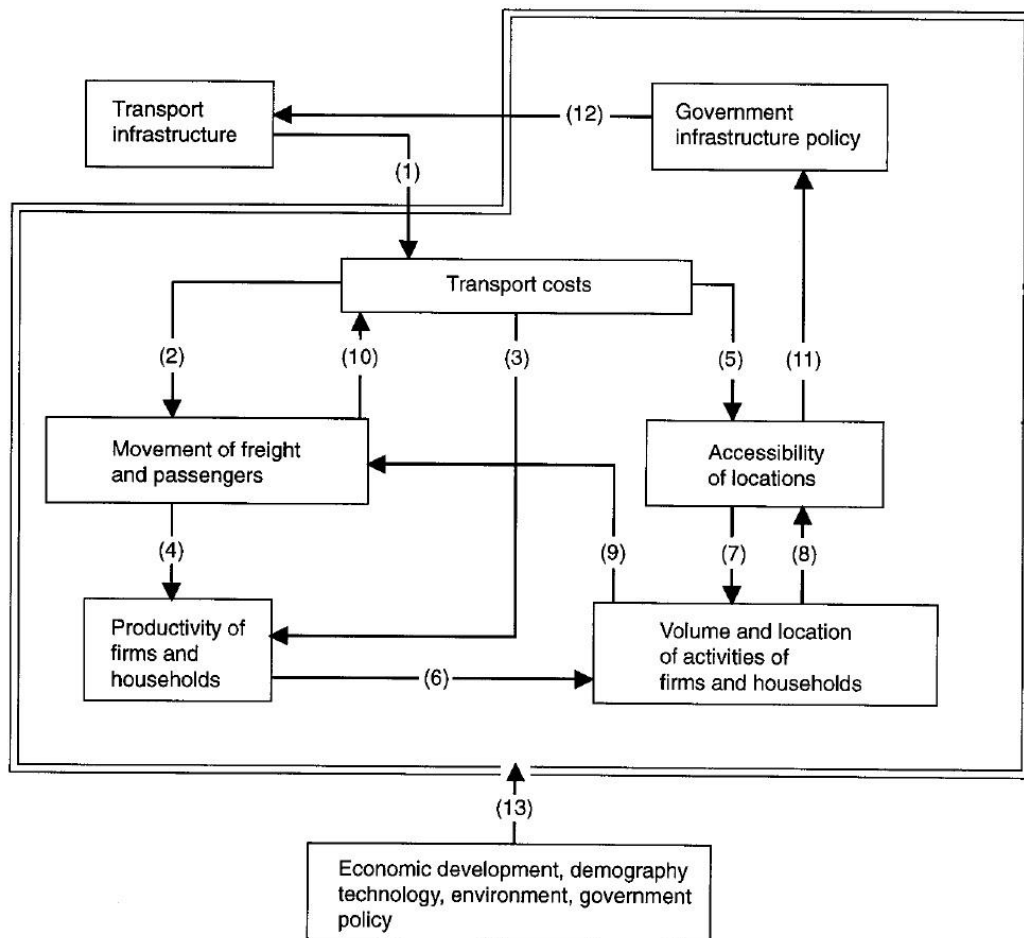 Transport
infrastructure
(12)
Government
infrastructure policy
(1)
Transport costs
(2)
(10)
(3)
(5)
(11)
Movement of freight
and passengers
Accessibility
of locations
(4)
(9)
(7)
(8)
Productivity of
firms and
households
(6)
Volume and location
of activities of
firms and households
(13)
Economic development, demography
technology, environment, government
policy